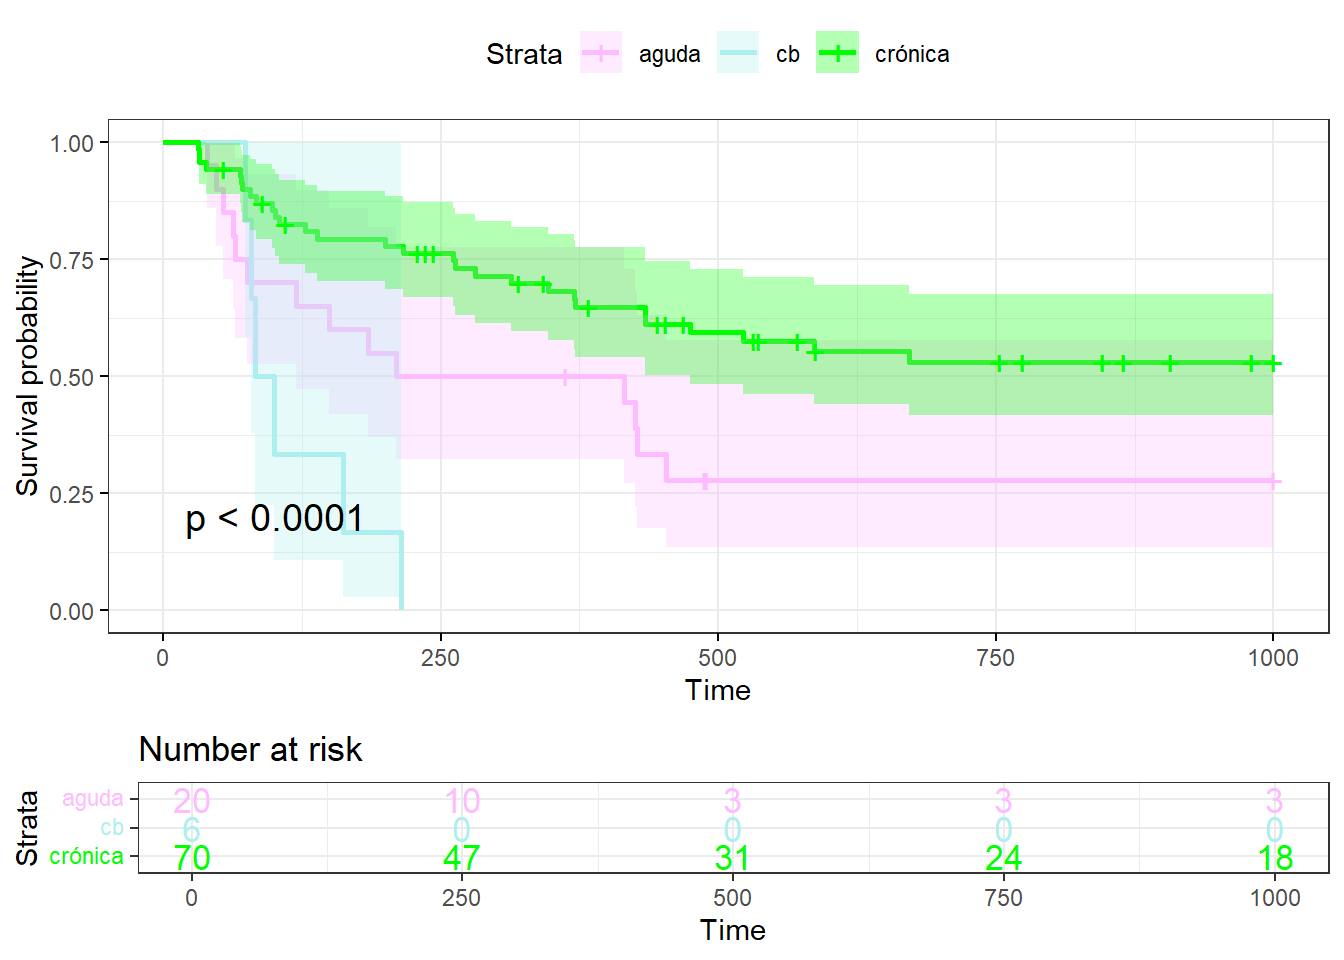 Strata aguda cb crónica
Survival probability
1.00
0.75
0.50
0.25
0.00
p < 0.0001
0 250 500 750 1000
Time
Number at risk
Strata
aguda 20 10 3 3 3
cb 6 0 0 0 0
crónica 70 47 31 24 18
0 250 500 750 1000
Time